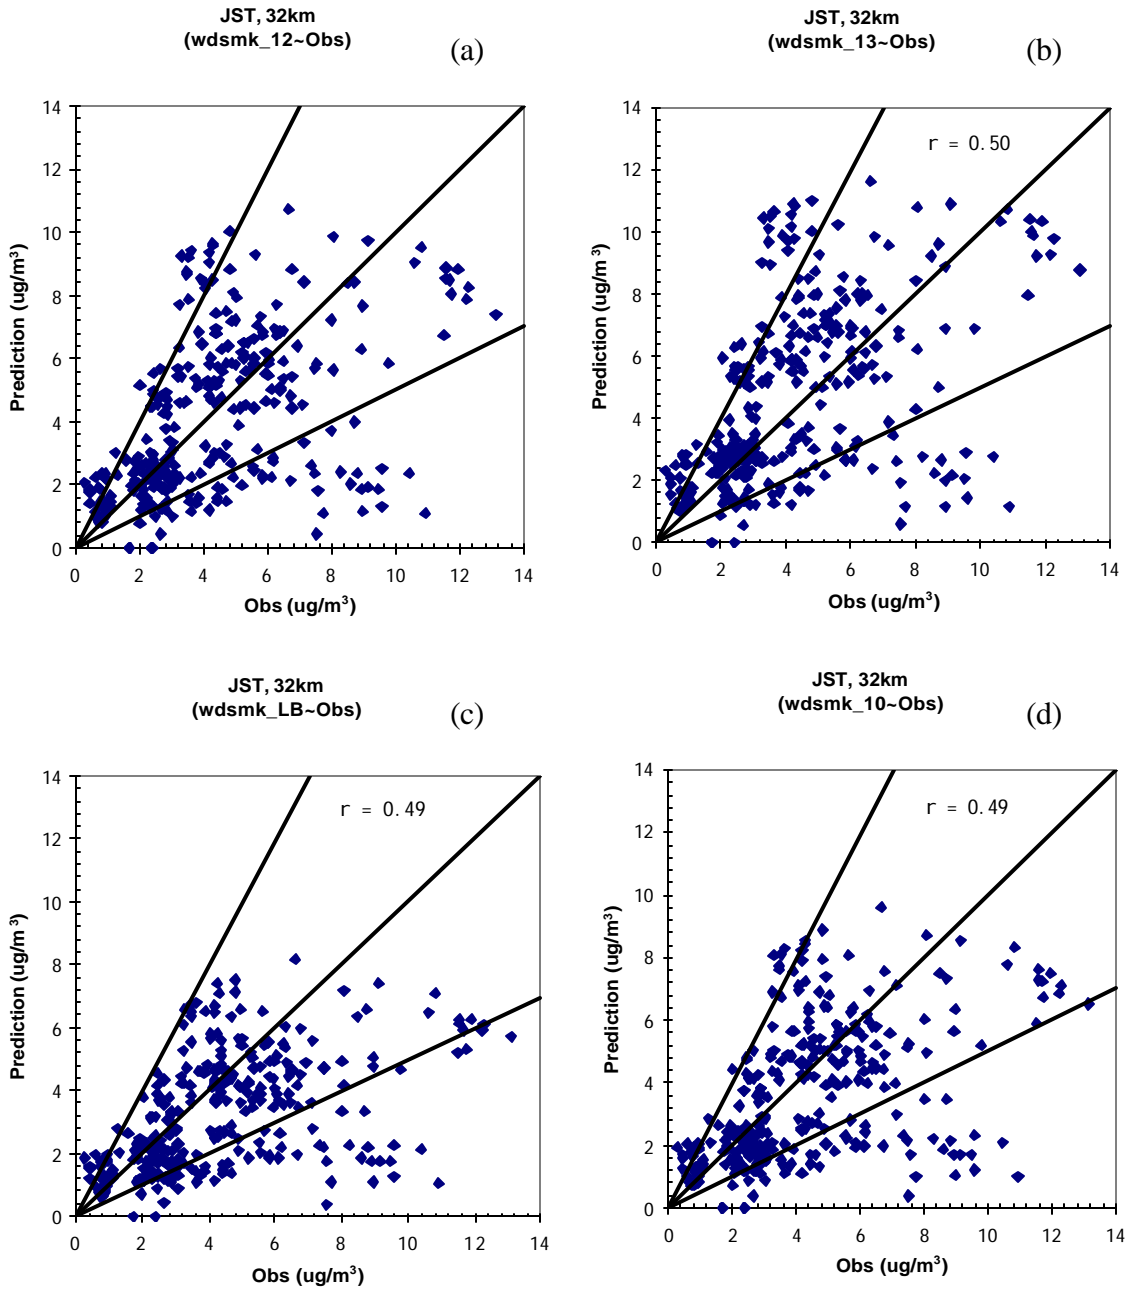 JST, 32km
(wdsmk_12~Obs)
(a)
14
12
10
8
6
4
2
0
Prediction (ug/m³)
0 2 4 6 8 10 12 14
Obs (ug/m³)
JST, 32km
(wdsmk_13~Obs)
(b)
r = 0.50
14
12
10
8
6
4
2
0
Prediction (ug/m³)
0 2 4 6 8 10 12 14
Obs (ug/m³)
JST, 32km
(wdsmk_LB~Obs)
(c)
r = 0.49
14
12
10
8
6
4
2
0
Prediction (ug/m³)
0 2 4 6 8 10 12 14
Obs (ug/m³)
JST, 32km
(wdsmk_10~Obs)
(d)
r = 0.49
14
12
10
8
6
4
2
0
Prediction (ug/m³)
0 2 4 6 8 10 12 14
Obs (ug/m³)